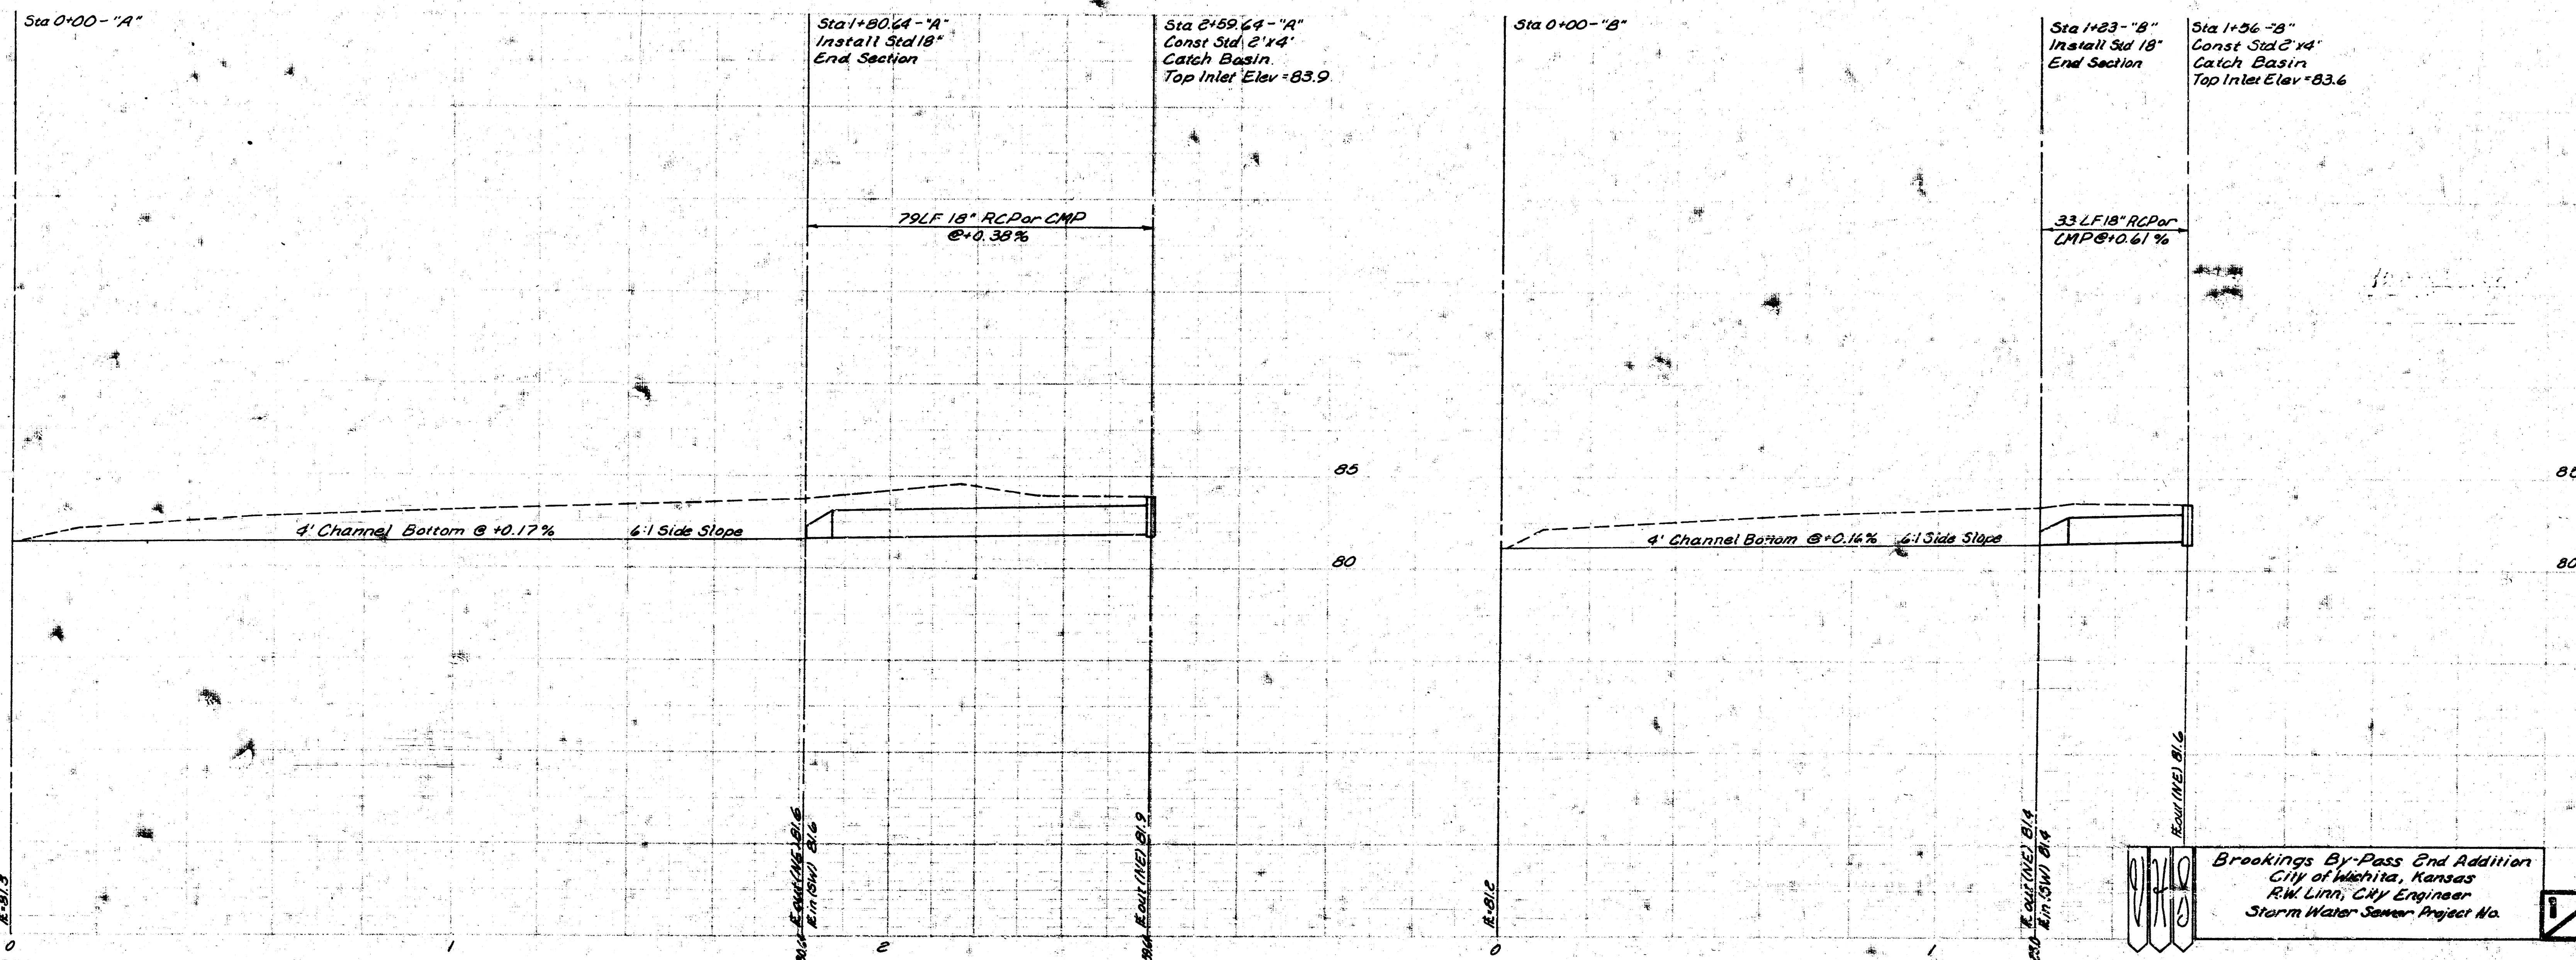 Sta 0+00-"A"
Sta 1+80.64-"A"
Install Std 18"
End Section
Sta 2+59.64-"A"
Const Std 2'x4'
Catch Basin
Top Inlet Elev=83.9
Sta 0+00-"B"
Sta 1+23-"B"
Install Std 18"
End Section
Sta 1+56-"B"
Const Std 2'x4'
Catch Basin
Top Inlet Elev=83.6
79LF 18" RCP or CMP
@+0.38%
33 LF 18" RCP or
CMP@+0.61%
85
80
4' Channel Bottom @ +0.17% 6:1 Side Slope
4' Channel Bottom @+0.16% 6:1 Side Slope
80
℄=81.3
out (NE) 81.6
in (SW) 81.6
out (NE) 81.9
=81.2
out (NE) 81.4
in (SW) 81.4
out (NE) 81.6
0
1
2
0
1
Brookings By-Pass 2nd Addition
City of Wichita, Kansas
R.W. Linn, City Engineer
Storm Water Sewer Project No.
1